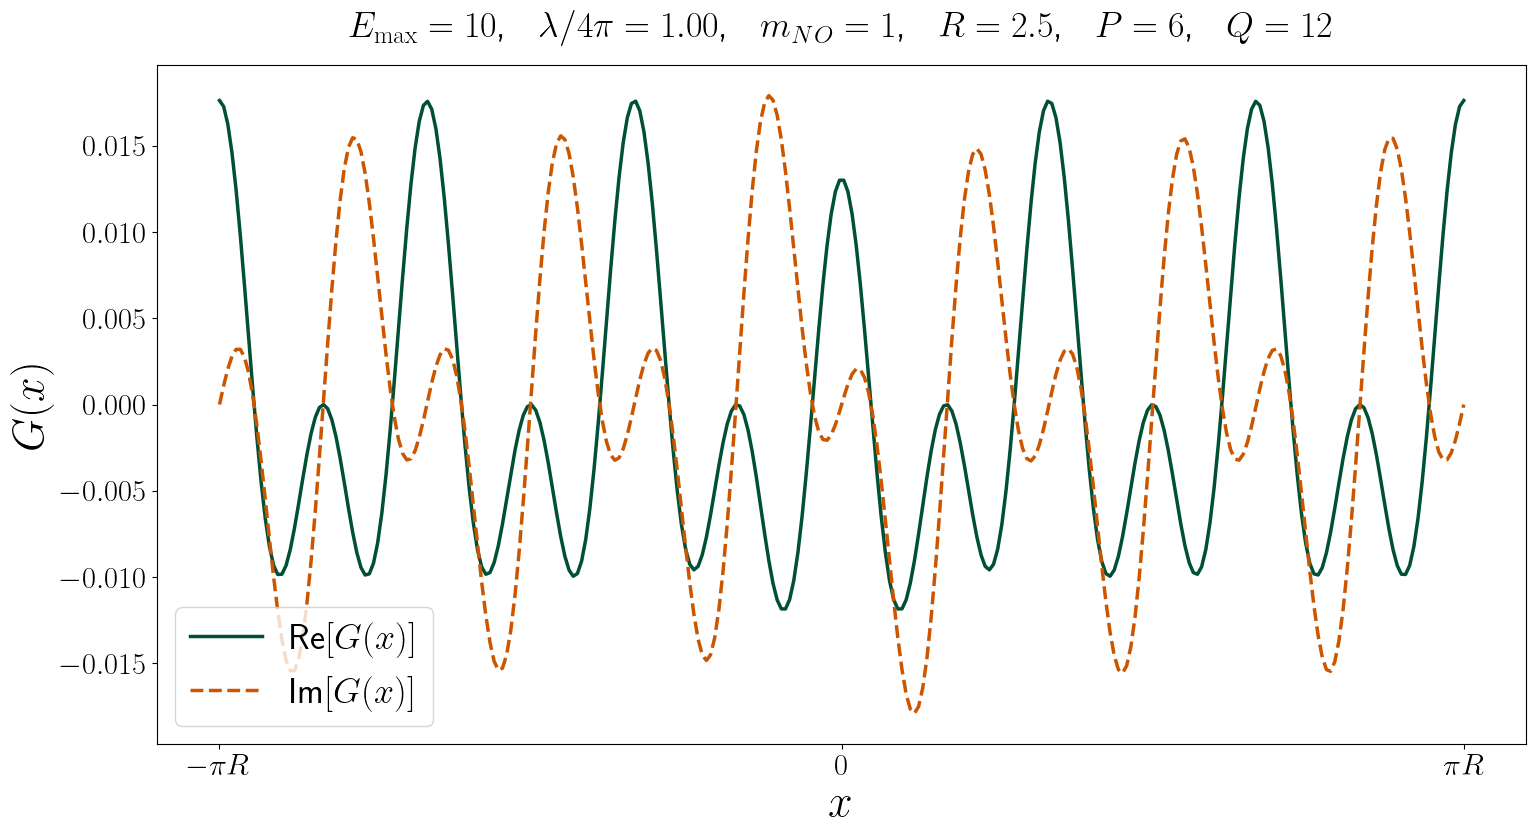 E_max = 10, λ/4π = 1.00, m_NO = 1, R = 2.5, P = 6, Q = 12
G(x)
0.015
0.010
0.005
0.000
−0.005
−0.010
−0.015
Re[G(x)]
Im[G(x)]
−πR 0 πR
x